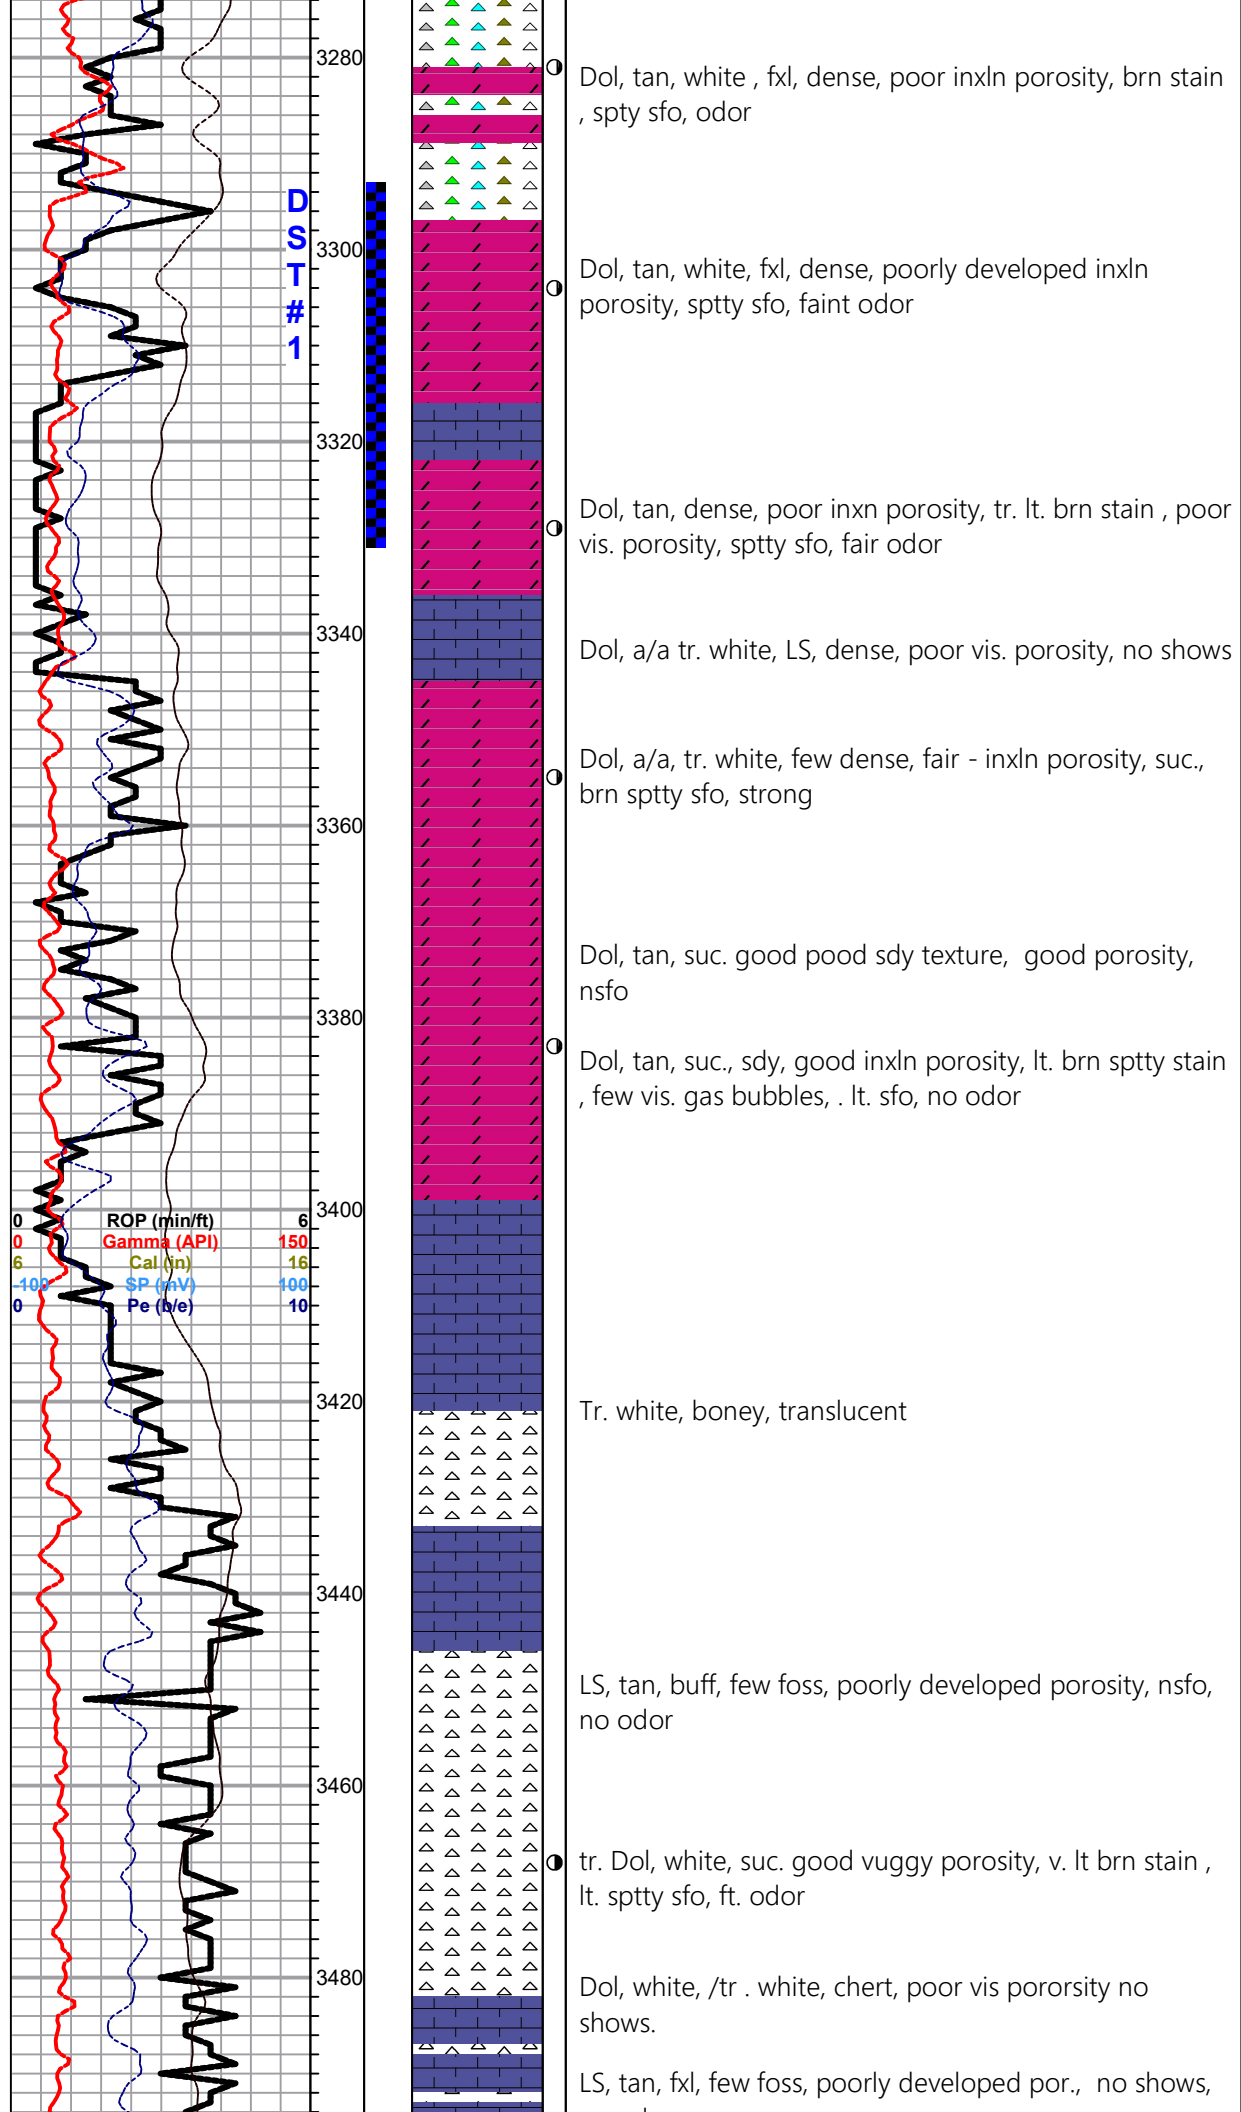 3280
Dol, tan, white , fxl, dense, poor inxln porosity, brn stain
, spty sfo, odor
D
S
T
#
1
3300
Dol, tan, white, fxl, dense, poorly developed inxln
porosity, sptty sfo, faint odor
3320
Dol, tan, dense, poor inxn porosity, tr. lt. brn stain , poor
vis. porosity, sptty sfo, fair odor
3340
Dol, a/a tr. white, LS, dense, poor vis. porosity, no shows
Dol, a/a, tr. white, few dense, fair - inxln porosity, suc.,
brn sptty sfo, strong
3360
Dol, tan, suc. good pood sdy texture,  good porosity,
nsfo
3380
Dol, tan, suc., sdy, good inxln porosity, lt. brn sptty stain
, few vis. gas bubbles, . lt. sfo, no odor
3400
0 ROP (min/ft) 6
0 Gamma (API) 150
6 Cal (in) 16
-100 SP (mV) 100
0 Pe (b/e) 10
3420
Tr. white, boney, translucent
3440
LS, tan, buff, few foss, poorly developed porosity, nsfo,
no odor
3460
tr. Dol, white, suc. good vuggy porosity, v. lt brn stain ,
lt. sptty sfo, ft. odor
3480
Dol, white, /tr . white, chert, poor vis pororsity no
shows.
LS, tan, fxl, few foss, poorly developed por.,  no shows,